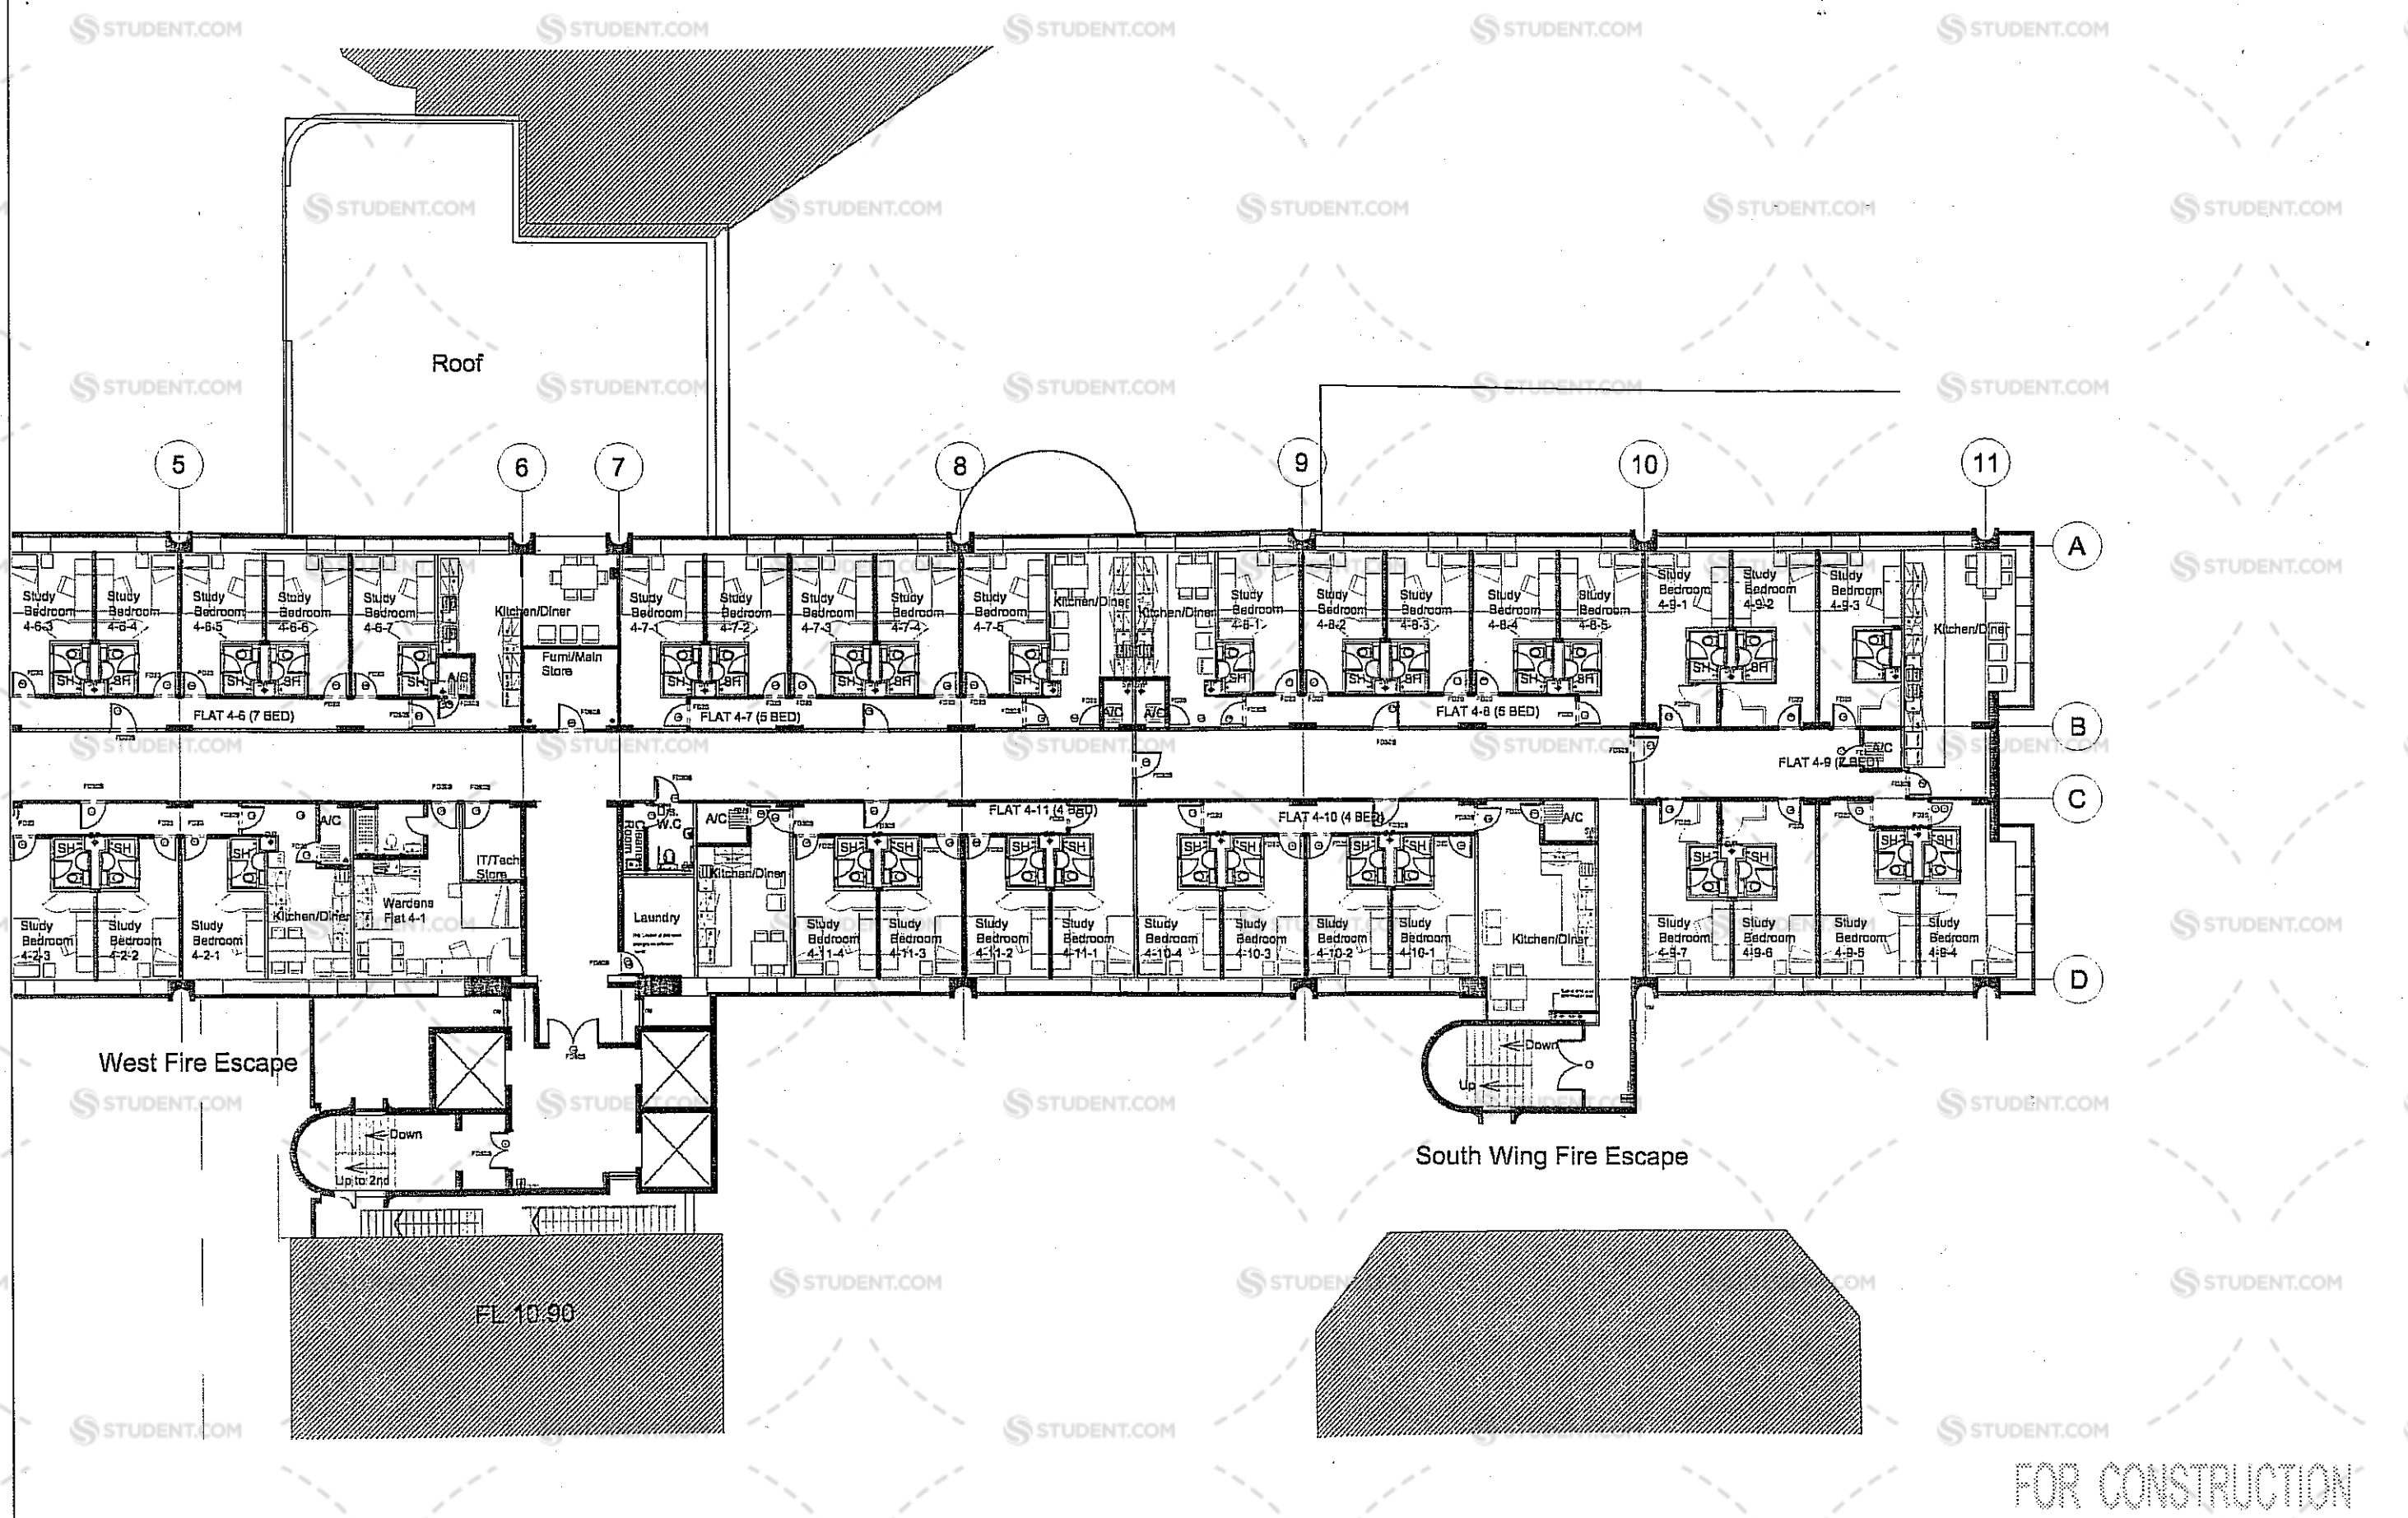 STUDENT.COM
Roof
5
6
7
8
9
10
11
A
B
C
D
Study
Bedroom
4-6-3
Study
Bedroom
4-6-4
Study
Bedroom
4-6-5
Study
Bedroom
4-6-6
Study
Bedroom
4-6-7
Kitchen/Diner
Furni/Main
Store
Study
Bedroom
4-7-1
Study
Bedroom
4-7-2
Study
Bedroom
4-7-3
Study
Bedroom
4-7-4
Study
Bedroom
4-7-5
Kitchen/Diner
Kitchen/Diner
Study
Bedroom
4-8-1
Study
Bedroom
4-8-2
Study
Bedroom
4-8-3
Study
Bedroom
4-8-4
Study
Bedroom
4-8-5
Study
Bedroom
4-9-1
Study
Bedroom
4-9-2
Study
Bedroom
4-9-3
Kitchen/Diner
SH
A/C
FLAT 4-6 (7 BED)
FLAT 4-7 (5 BED)
FLAT 4-8 (5 BED)
FLAT 4-9 (7 BED)
A/C
FLAT 4-11 (4 BED)
FLAT 4-10 (4 BED)
A/C
A/C
Dis.
W.C
Cleaner
Room
A/C
IT/Tech
Store
Wardens
Flat 4-1
Laundry
Kitchen/Diner
Kitchen/Diner
Kitchen/Diner
Study
Bedroom
4-2-3
Study
Bedroom
4-2-2
Study
Bedroom
4-2-1
Study
Bedroom
4-11-4
Study
Bedroom
4-11-3
Study
Bedroom
4-11-2
Study
Bedroom
4-11-1
Study
Bedroom
4-10-4
Study
Bedroom
4-10-3
Study
Bedroom
4-10-2
Study
Bedroom
4-10-1
Study
Bedroom
4-9-7
Study
Bedroom
4-9-6
Study
Bedroom
4-9-5
Study
Bedroom
4-9-4
West Fire Escape
Down
Up to 2nd
Down
Up
South Wing Fire Escape
FL 10.90
FOR CONSTRUCTION